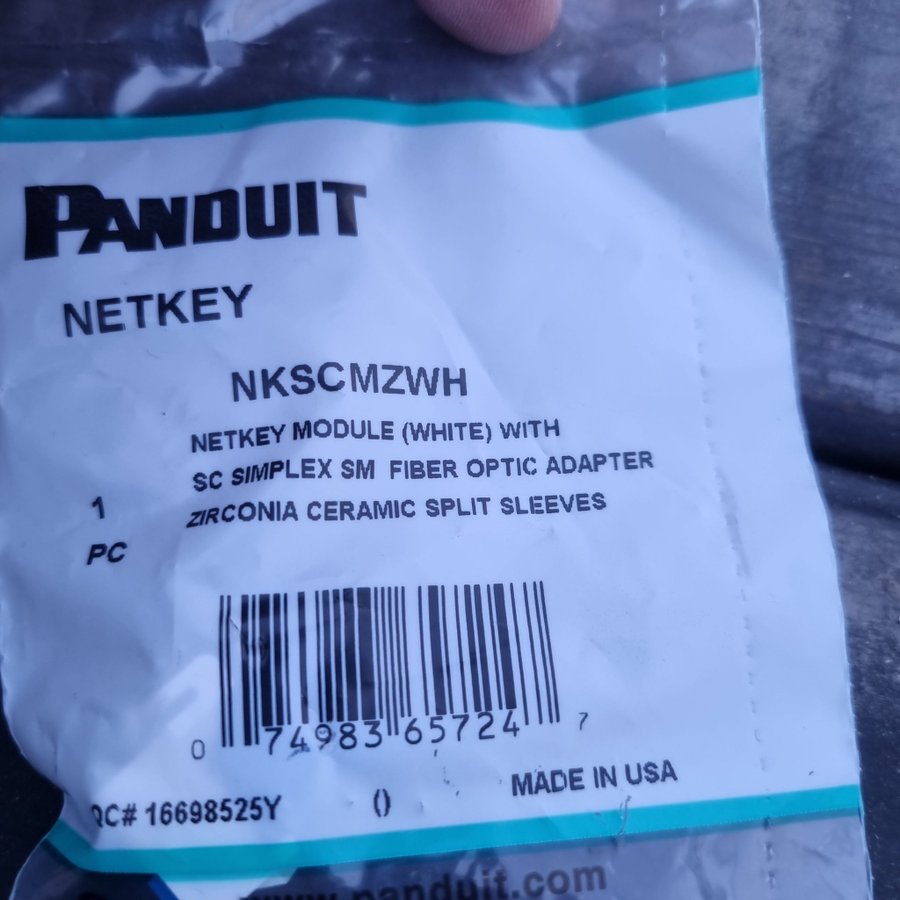 PANDUIT
NETKEY
NKSCMZWH
NETKEY MODULE (WHITE) WITH
SC SIMPLEX SM FIBER OPTIC ADAPTER
1 ZIRCONIA CERAMIC SPLIT SLEEVES
PC
0 74983 65724 7
MADE IN USA
QC# 16698525Y ()
www.panduit.com